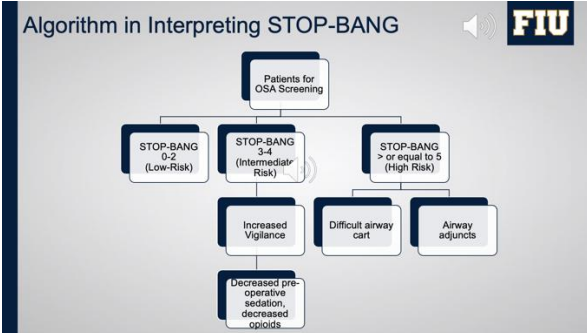 Algorithm in Interpreting STOP-BANG
FIU
Patients for
OSA Screening
STOP-BANG
0-2
(Low-Risk)
STOP-BANG
3-4
(Intermediate
Risk)
STOP-BANG
> or equal to 5
(High Risk)
Increased
Vigilance
Difficult airway
cart
Airway
adjuncts
Decreased pre-
operative
sedation,
decreased
opioids